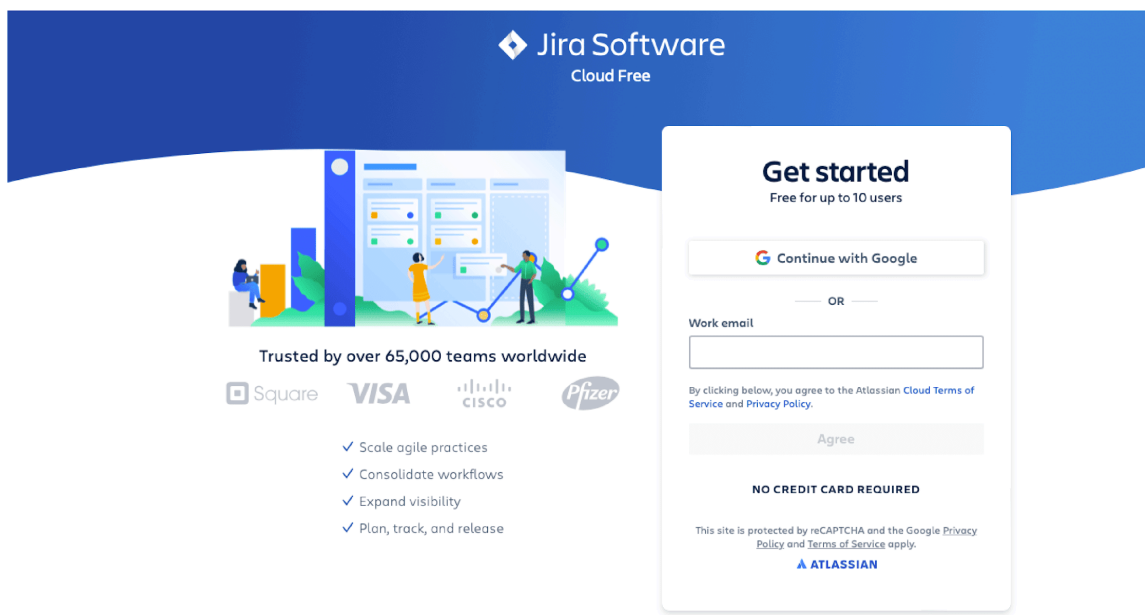 Jira Software
Cloud Free
Trusted by over 65,000 teams worldwide
Square
VISA
CISCO
Pfizer
✓ Scale agile practices
✓ Consolidate workflows
✓ Expand visibility
✓ Plan, track, and release
Get started
Free for up to 10 users
Continue with Google
OR
Work email
By clicking below, you agree to the Atlassian Cloud Terms of
Service and Privacy Policy.
Agree
NO CREDIT CARD REQUIRED
This site is protected by reCAPTCHA and the Google Privacy
Policy and Terms of Service apply.
ATLASSIAN